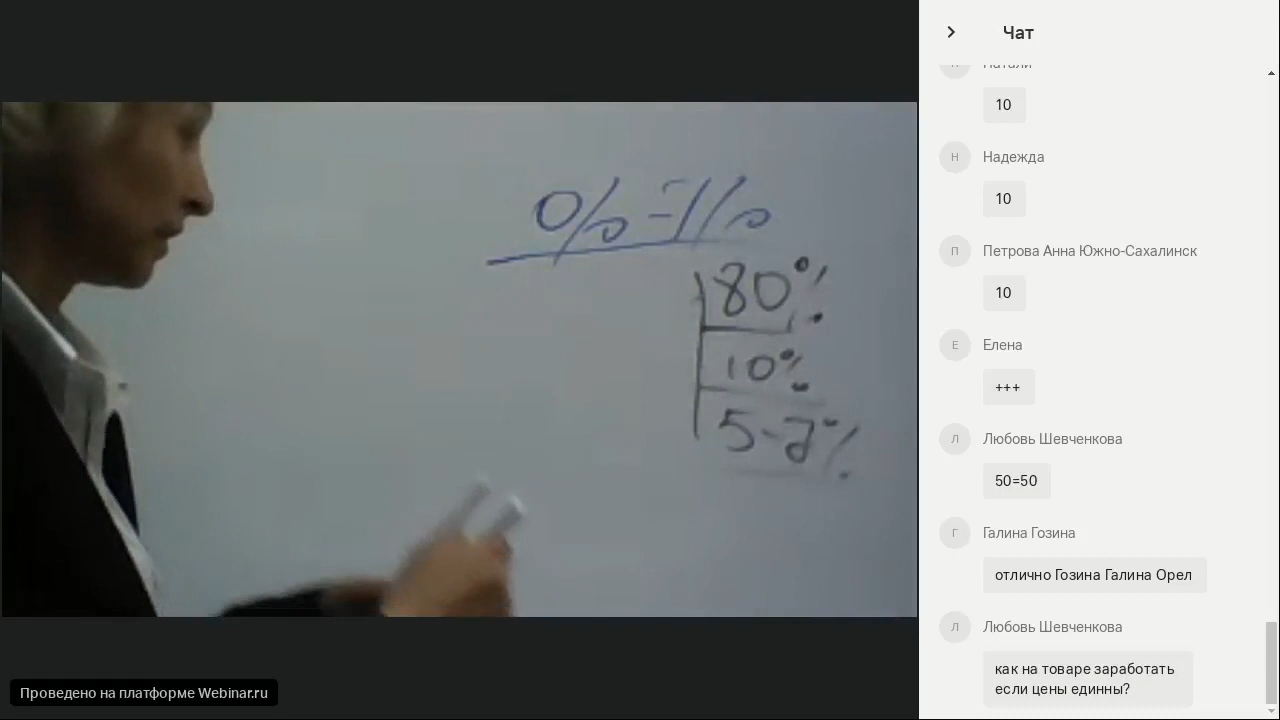 80%
10%
5-7%
Проведено на платформе Webinar.ru
Чат
Натали
10
Н
Надежда
10
П
Петрова Анна Южно-Сахалинск
10
Е
Елена
+++
Л
Любовь Шевченкова
50=50
Г
Галина Гозина
отлично Гозина Галина Орел
Л
Любовь Шевченкова
как на товаре заработать
если цены единны?